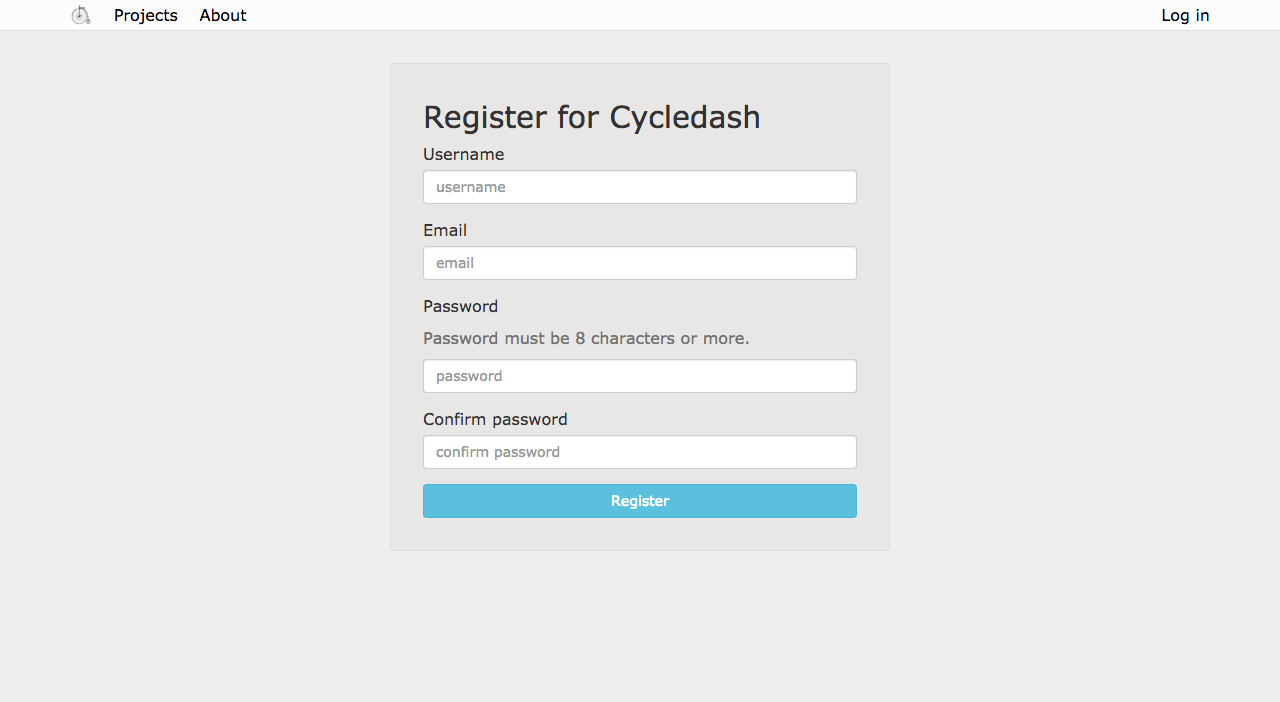 Projects About Log in
Register for Cycledash
Username
username
Email
email
Password
Password must be 8 characters or more.
password
Confirm password
confirm password
Register